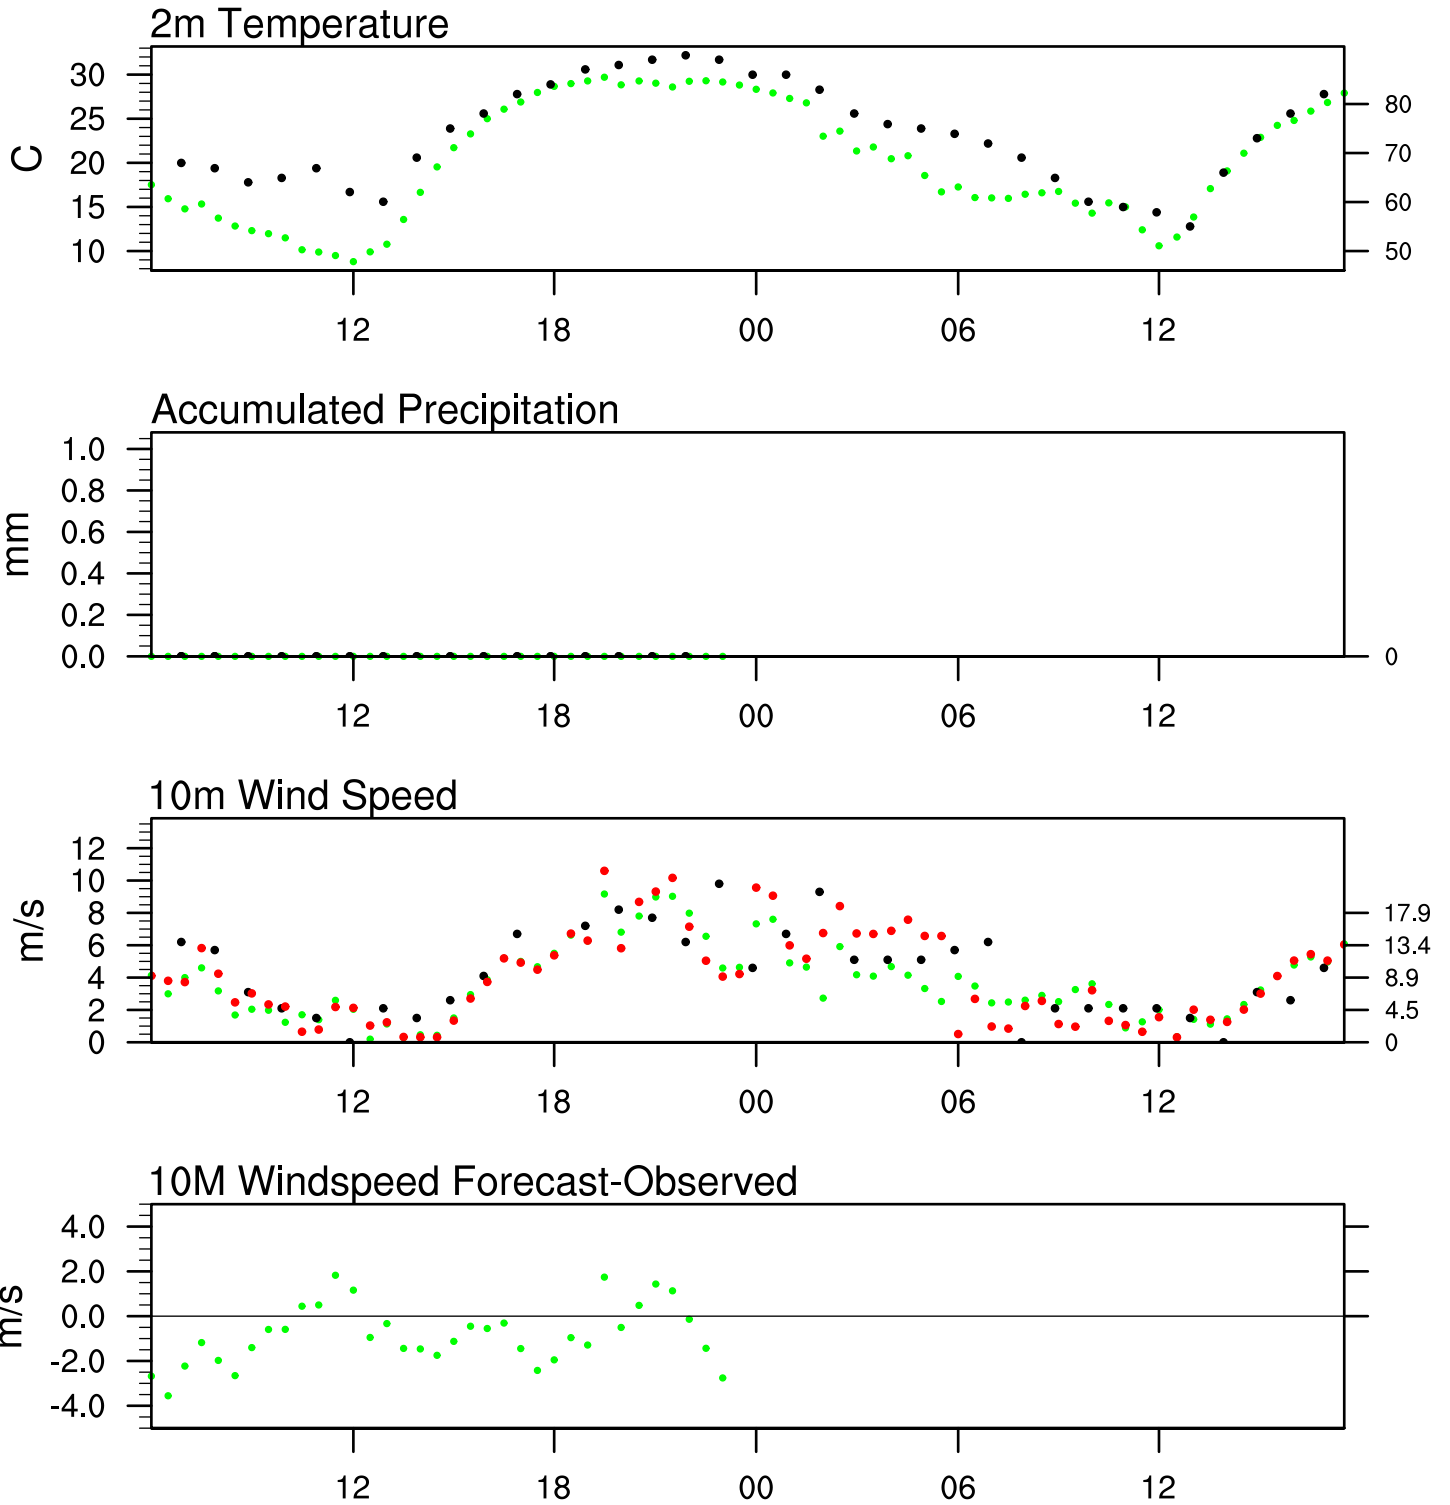 2m Temperature
30
25
20
15
10
C
80
70
60
50
12 18 00 06 12
Accumulated Precipitation
1.0
0.8
0.6
0.4
0.2
0.0
mm
0
12 18 00 06 12
10m Wind Speed
12
10
8
6
4
2
0
m/s
17.9
13.4
8.9
4.5
0
12 18 00 06 12
10M Windspeed Forecast-Observed
4.0
2.0
0.0
-2.0
-4.0
m/s
12 18 00 06 12